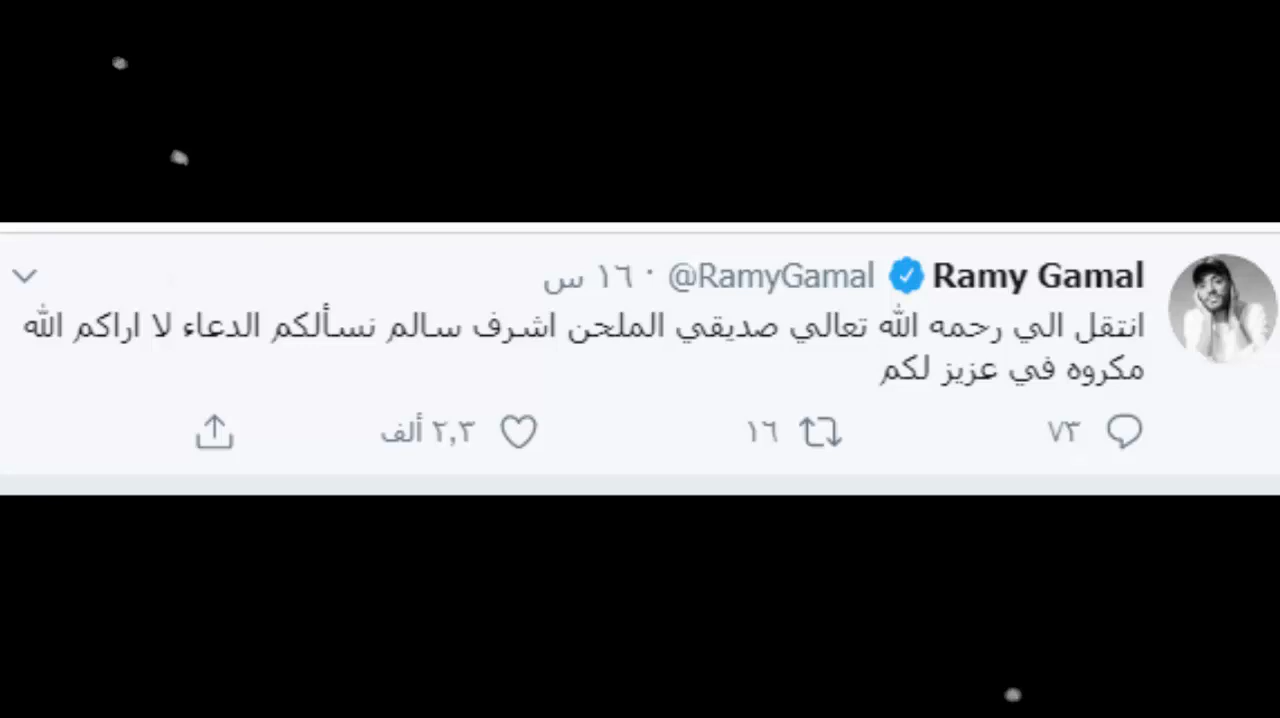 Ramy Gamal @RamyGamal · ١٦ س
انتقل الي رحمه الله تعالي صديقي الملحن اشرف سالم نسألكم الدعاء لا اراكم الله
مكروه في عزيز لكم
٧٣ ١٦ ٢,٣ ألف